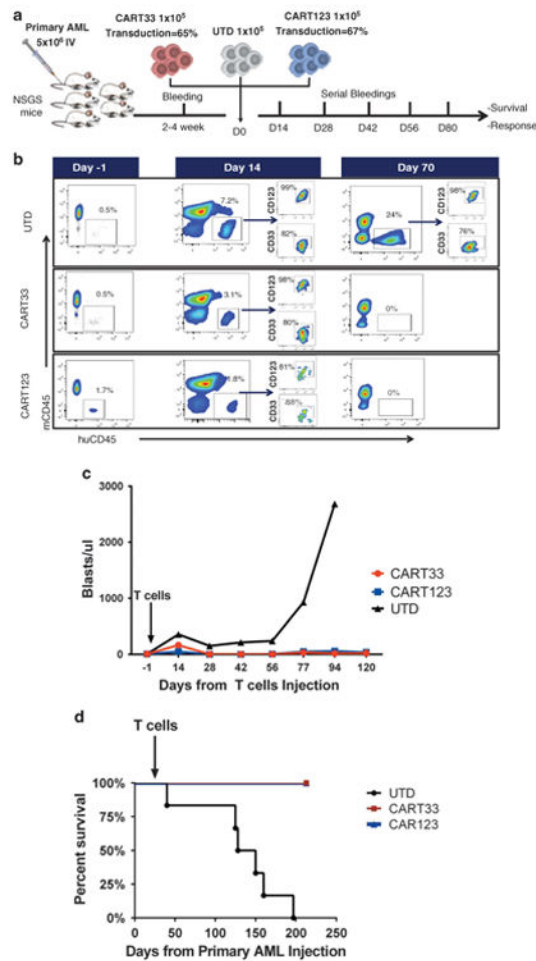 a
CART33 1x10⁵
Transduction=65%
UTD 1x10⁵
CART123 1x10⁵
Transduction=67%
Primary AML
5x10⁶ IV
NSGS
mice
Bleeding
2-4 week
D0
Serial Bleedings
D14
D28
D42
D56
D80
-Survival
-Response
b
Day -1
Day 14
Day 70
UTD
0.5%
7.2%
99%
CD123
82%
CD33
24%
98%
CD123
76%
CD33
CART33
0.5%
3.1%
98%
CD123
80%
CD33
0%
CART123
1.7%
1.8%
81%
CD123
88%
CD33
0%
mCD45
huCD45
c
Blasts/ul
3000
2000
1000
0
T cells
CART33
CART123
UTD
-1
14
28
42
56
77
94
120
Days from T cells Injection
d
T cells
Percent survival
100%
75%
50%
25%
0%
UTD
CART33
CAR123
0
50
100
150
200
250
Days from Primary AML Injection